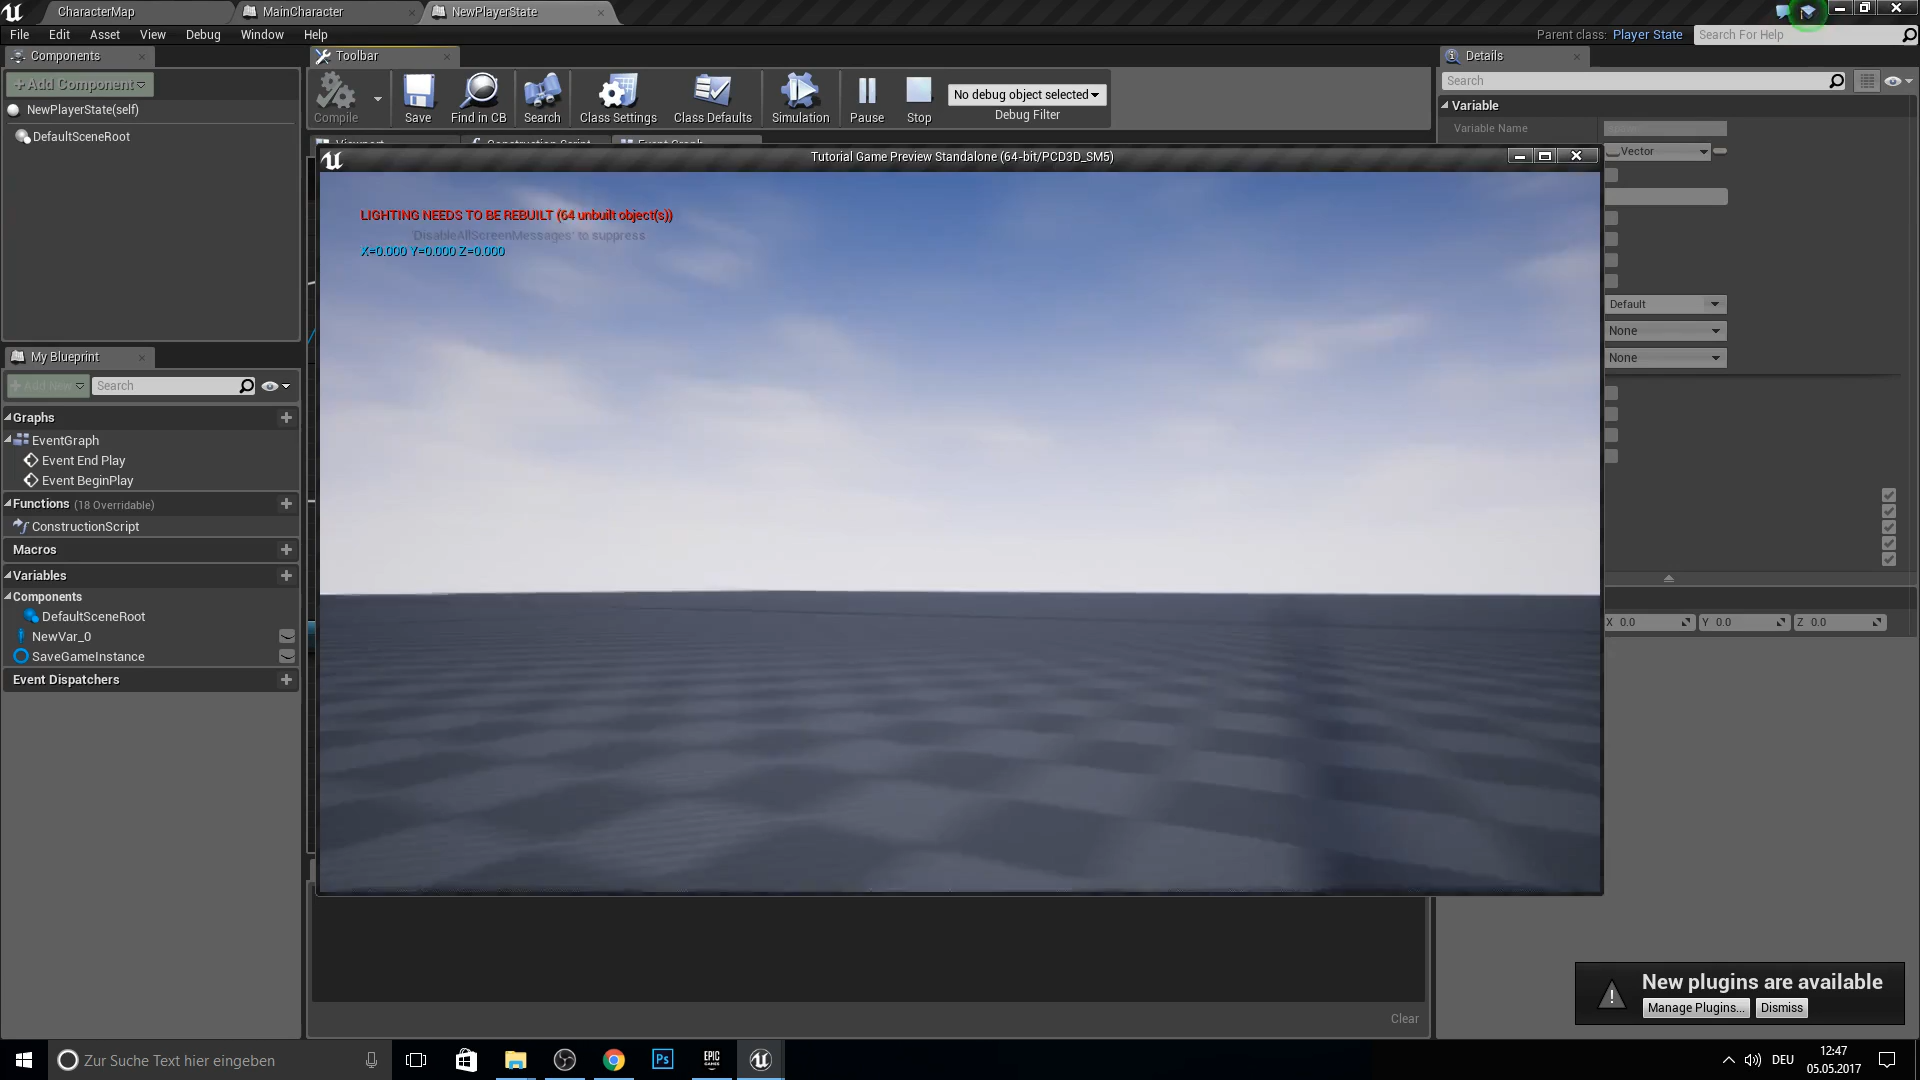 CharacterMap
MainCharacter
NewPlayerState
File Edit Asset View Debug Window Help
Parent class: Player State
Search For Help
Components
Toolbar
Details
+Add Component
NewPlayerState(self)
DefaultSceneRoot
Compile
Save
Find in CB
Search
Class Settings
Class Defaults
Simulation
Pause
Stop
No debug object selected
Debug Filter
Search
Variable
Variable Name
Vector
Default
None
None
X 0.0 Y 0.0 Z 0.0
Tutorial Game Preview Standalone (64-bit/PCD3D_SM5)
LIGHTING NEEDS TO BE REBUILT (64 unbuilt object(s))
'DisableAllScreenMessages' to suppress
X=0.000 Y=0.000 Z=0.000
My Blueprint
+Add New
Search
Graphs
EventGraph
Event End Play
Event BeginPlay
Functions (18 Overridable)
ConstructionScript
Macros
Variables
Components
DefaultSceneRoot
NewVar_0
SaveGameInstance
Event Dispatchers
Clear
New plugins are available
Manage Plugins...
Dismiss
Zur Suche Text hier eingeben
Ps
EPIC
GAMES
DEU
12:47
05.05.2017